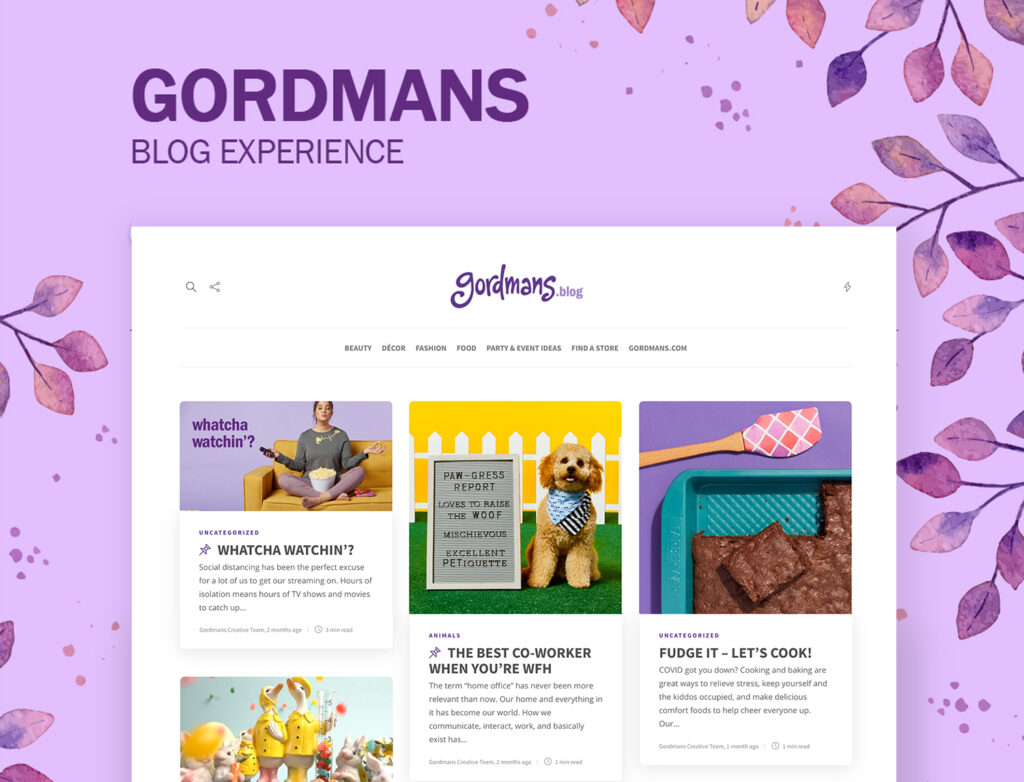 GORDMANS
BLOG EXPERIENCE
gordmans.blog
BEAUTY DÉCOR FASHION FOOD PARTY & EVENT IDEAS FIND A STORE GORDMANS.COM
whatcha
watchin'?
UNCATEGORIZED
WHATCHA WATCHIN'?
Social distancing has been the perfect excuse
for a lot of us to get our streaming on. Hours of
isolation means hours of TV shows and movies
to catch up...
Gordmans Creative Team, 2 months ago 3 min read
PAW-GRESS
REPORT
LOVES TO RAISE
THE WOOF
MISCHIEVOUS
EXCELLENT
PETIQUETTE
ANIMALS
THE BEST CO-WORKER
WHEN YOU'RE WFH
The term "home office" has never been more
relevant than now. Our home and everything in
it has become our world. How we
communicate, interact, work, and basically
exist has...
Gordmans Creative Team, 2 months ago 1 min read
UNCATEGORIZED
FUDGE IT – LET'S COOK!
COVID got you down? Cooking and baking are
great ways to relieve stress, keep yourself and
the kiddos occupied, and make delicious
comfort foods to help cheer everyone up.
Our...
Gordmans Creative Team, 1 month ago 1 min read